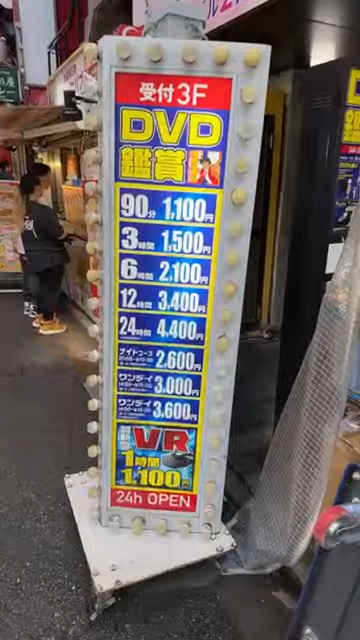 受付3F
DVD
鑑賞
90分 1,100円
3時間 1,500円
6時間 2,100円
12時間 3,400円
24時間 4,400円
ナイトコース 2,600円
ワンデイ 3,000円
ワンデイ 3,600円
VR
1時間
1,100円
24h OPEN